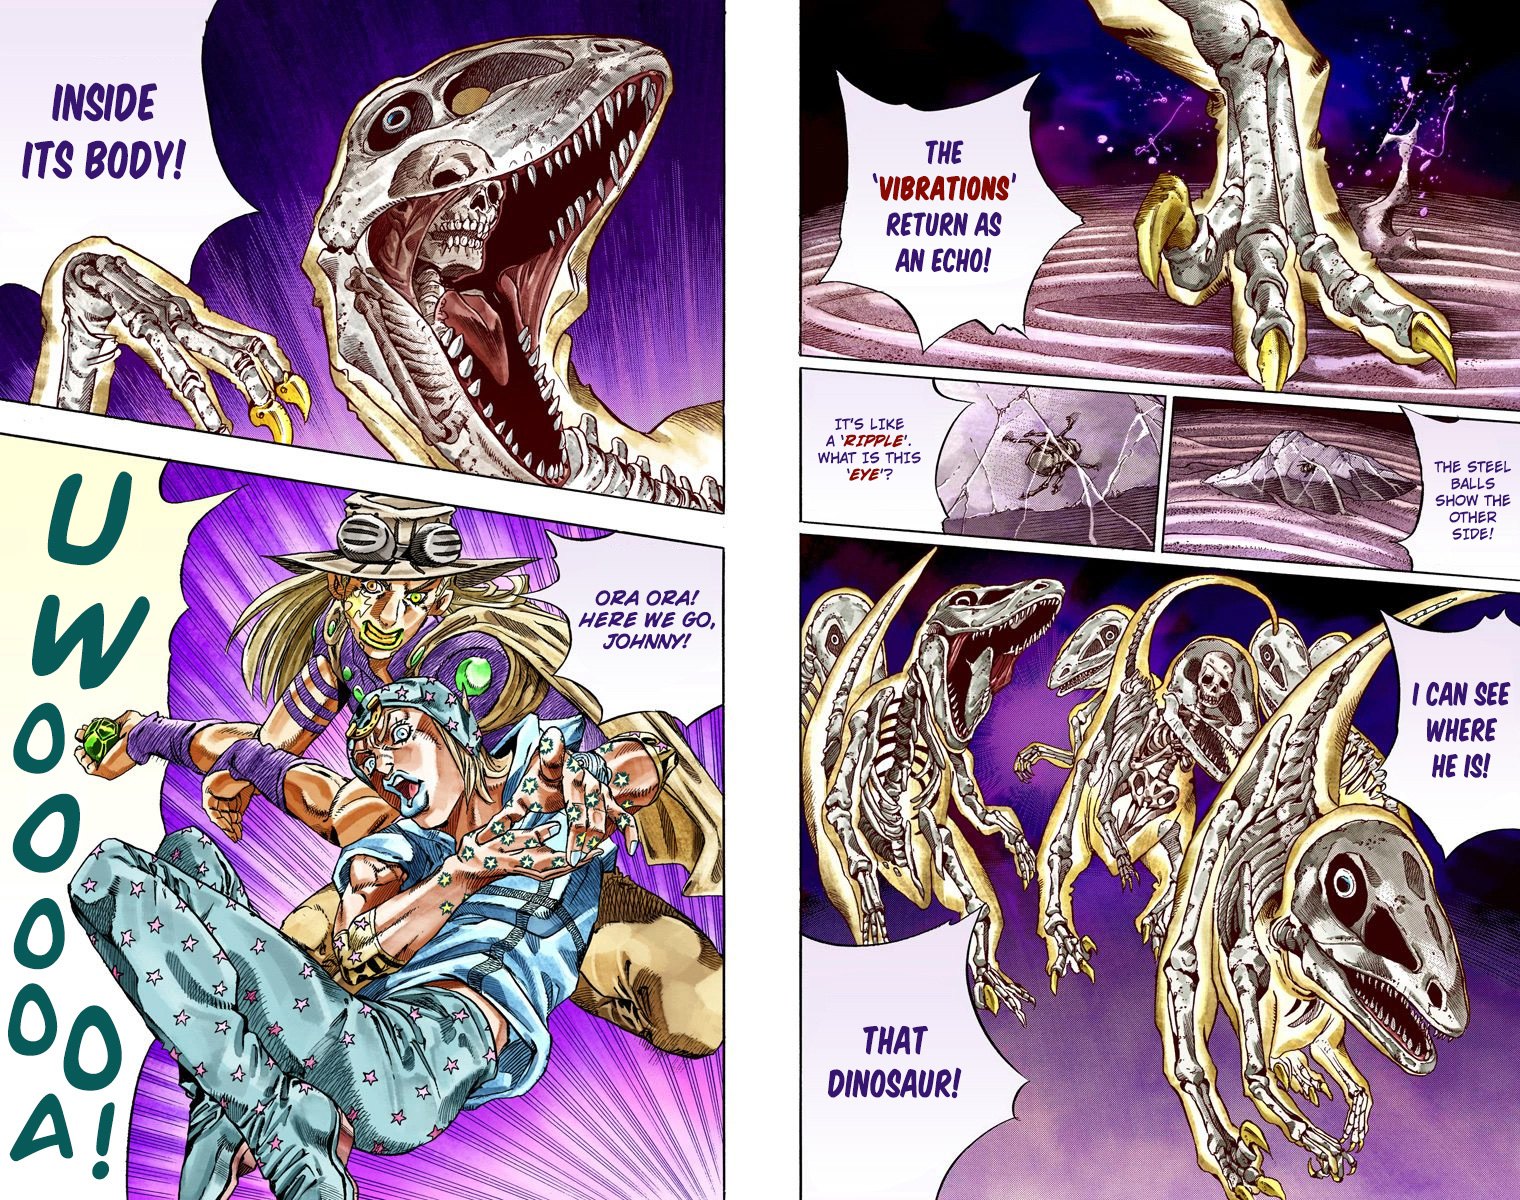 THE
'VIBRATIONS'
RETURN AS
AN ECHO!
THE STEEL
BALLS
SHOW THE
OTHER
SIDE!
IT'S LIKE
A 'RIPPLE'.
WHAT IS THIS
'EYE'?
I CAN SEE
WHERE
HE IS!
THAT
DINOSAUR!
INSIDE
ITS BODY!
ORA ORA!
HERE WE GO,
JOHNNY!
UWOOOOOOA!